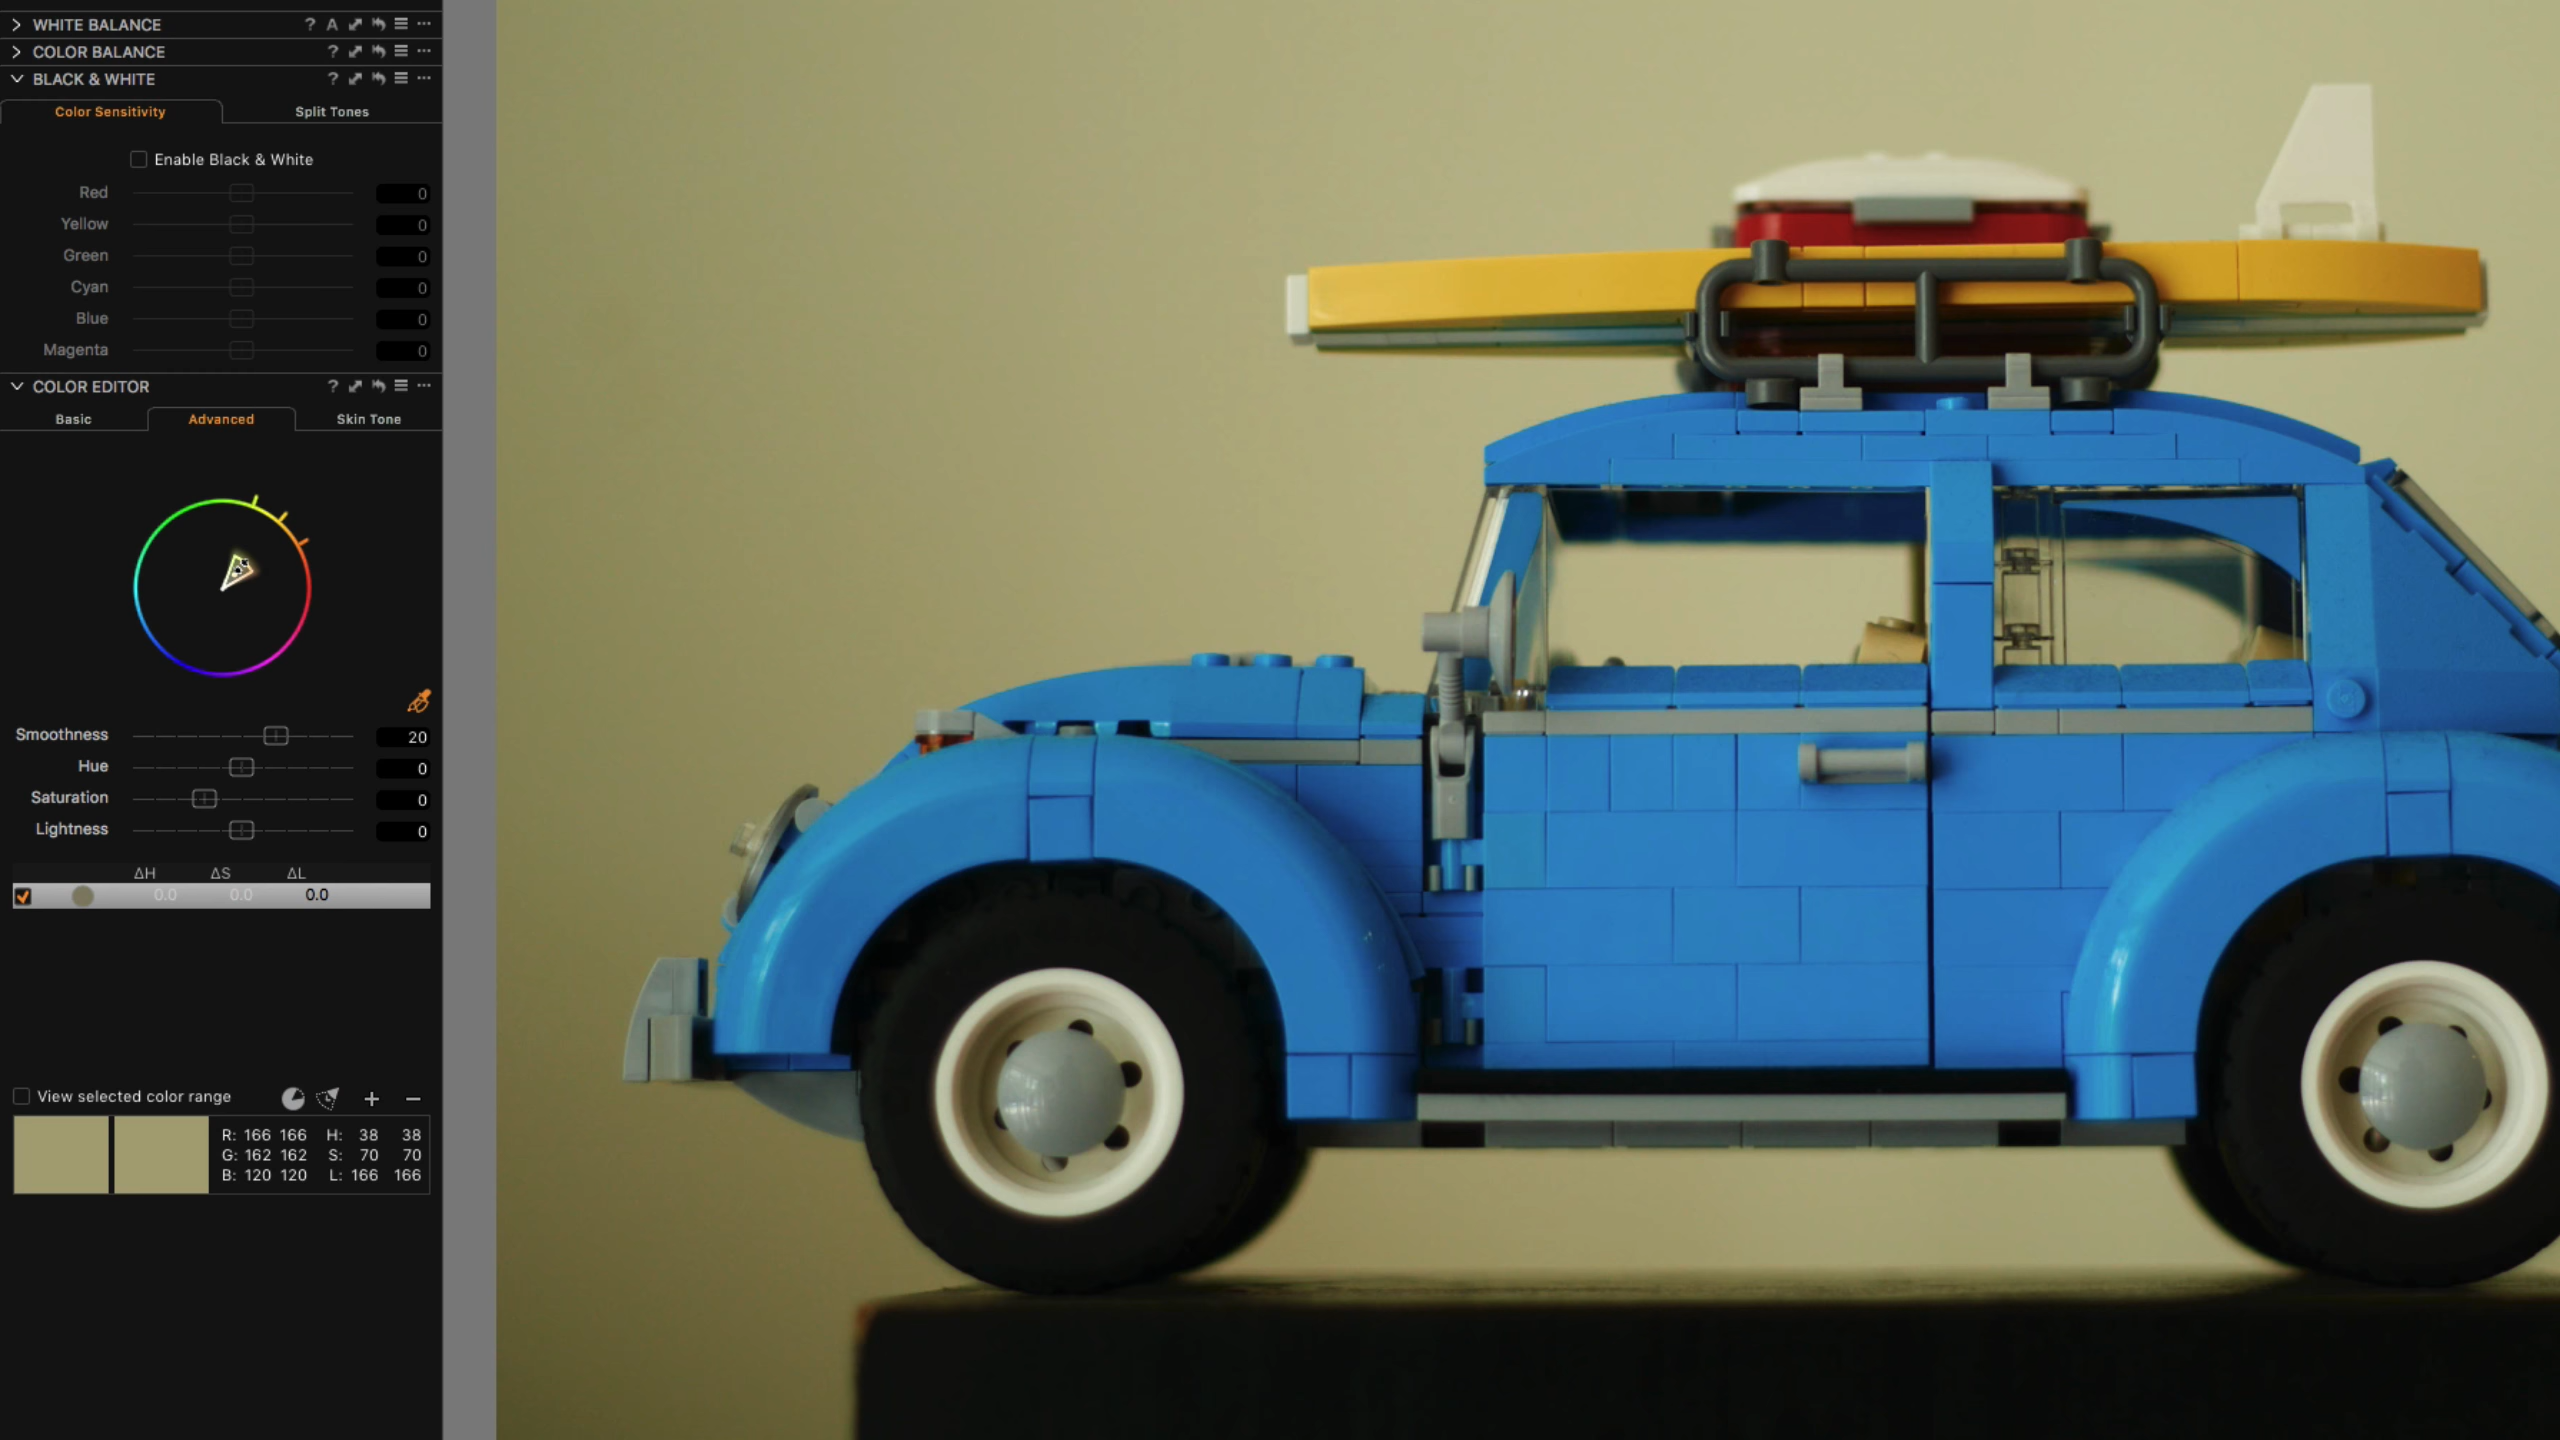 WHITE BALANCE ? A
COLOR BALANCE ?
BLACK & WHITE ?
Color Sensitivity Split Tones
Enable Black & White
Red 0
Yellow 0
Green 0
Cyan 0
Blue 0
Magenta 0
COLOR EDITOR ?
Basic Advanced Skin Tone
Smoothness 20
Hue 0
Saturation 0
Lightness 0
ΔH ΔS ΔL
0.0 0.0 0.0
View selected color range
R: 166 166 H: 38 38
G: 162 162 S: 70 70
B: 120 120 L: 166 166